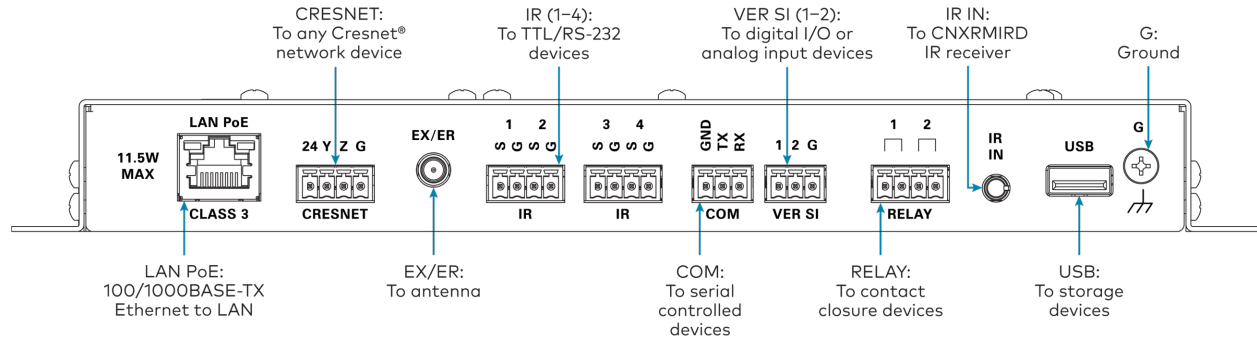 CRESNET:
To any Cresnet®
network device
IR (1–4):
To TTL/RS-232
devices
VER SI (1–2):
To digital I/O or
analog input devices
IR IN:
To CNXRMIRD
IR receiver
G:
Ground
LAN PoE
11.5W
MAX
CLASS 3
24 Y Z G
CRESNET
EX/ER
1 2
S G S G
IR
3 4
S G S G
IR
GND TX RX
COM
1 2 G
VER SI
1 2
RELAY
IR
IN
USB
G
LAN PoE:
100/1000BASE-TX
Ethernet to LAN
EX/ER:
To antenna
COM:
To serial
controlled
devices
RELAY:
To contact
closure devices
USB:
To storage
devices